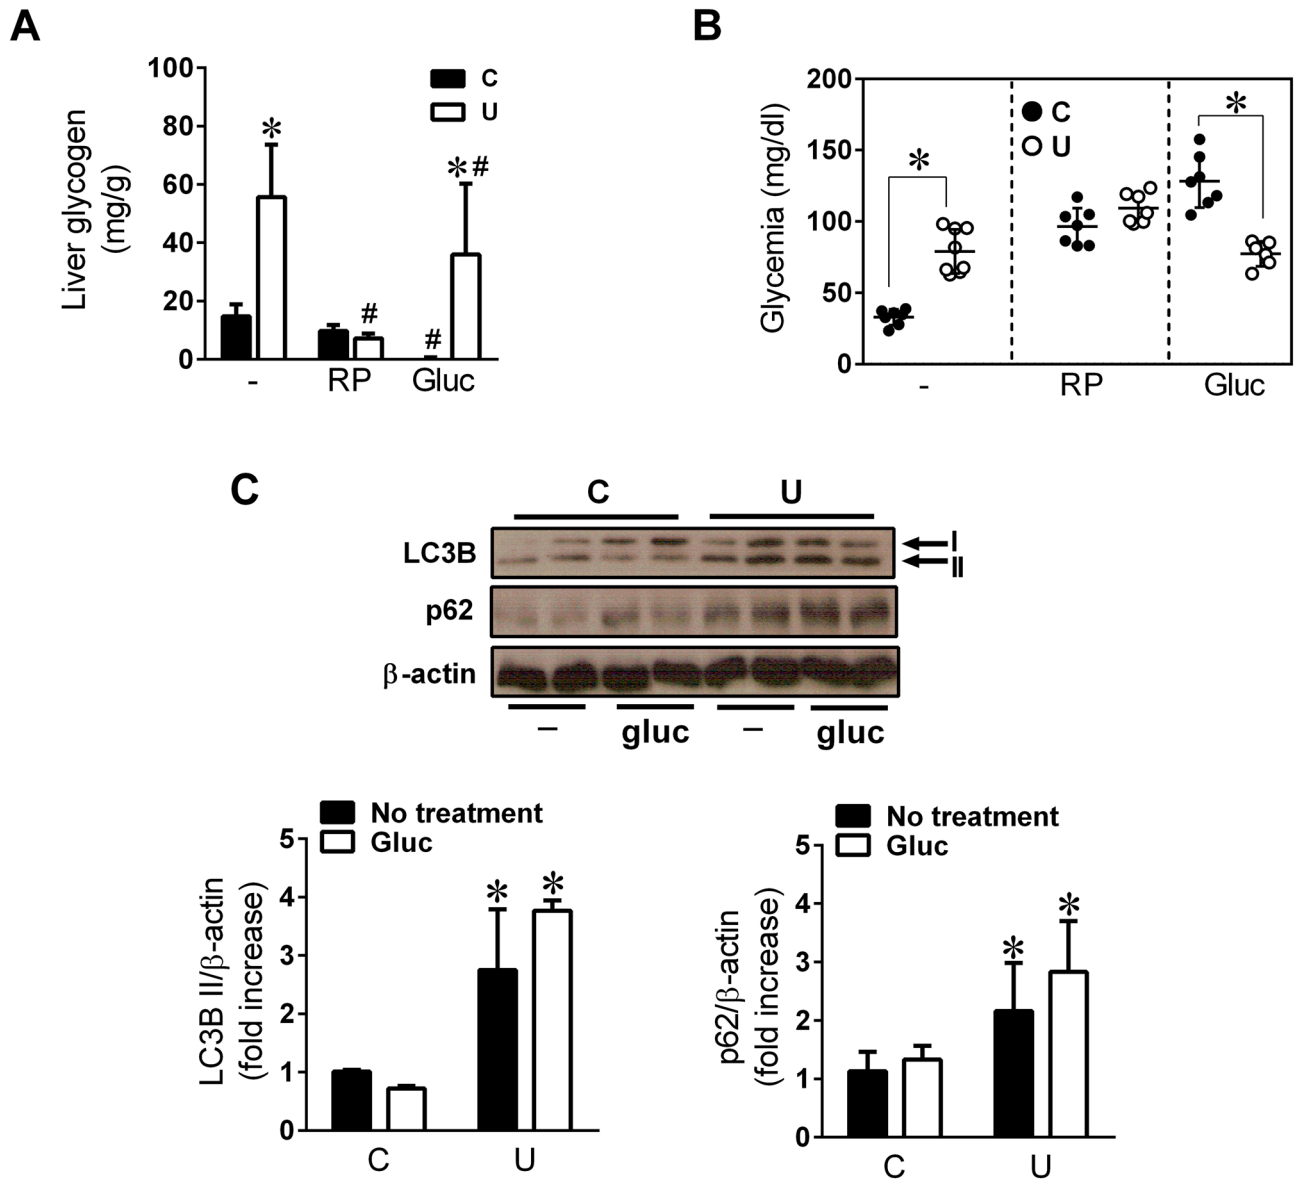 A
Liver glycogen
(mg/g)
100
80
60
40
20
0
C
U
*
#
#
*#
-
RP
Gluc
B
Glycemia (mg/dl)
200
150
100
50
0
C
U
*
*
-
RP
Gluc
C
C
U
LC3B
I
II
p62
β-actin
–
gluc
–
gluc
No treatment
Gluc
LC3B II/β-actin
(fold increase)
5
4
3
2
1
0
*
*
C
U
No treatment
Gluc
p62/β-actin
(fold increase)
5
4
3
2
1
0
*
*
C
U